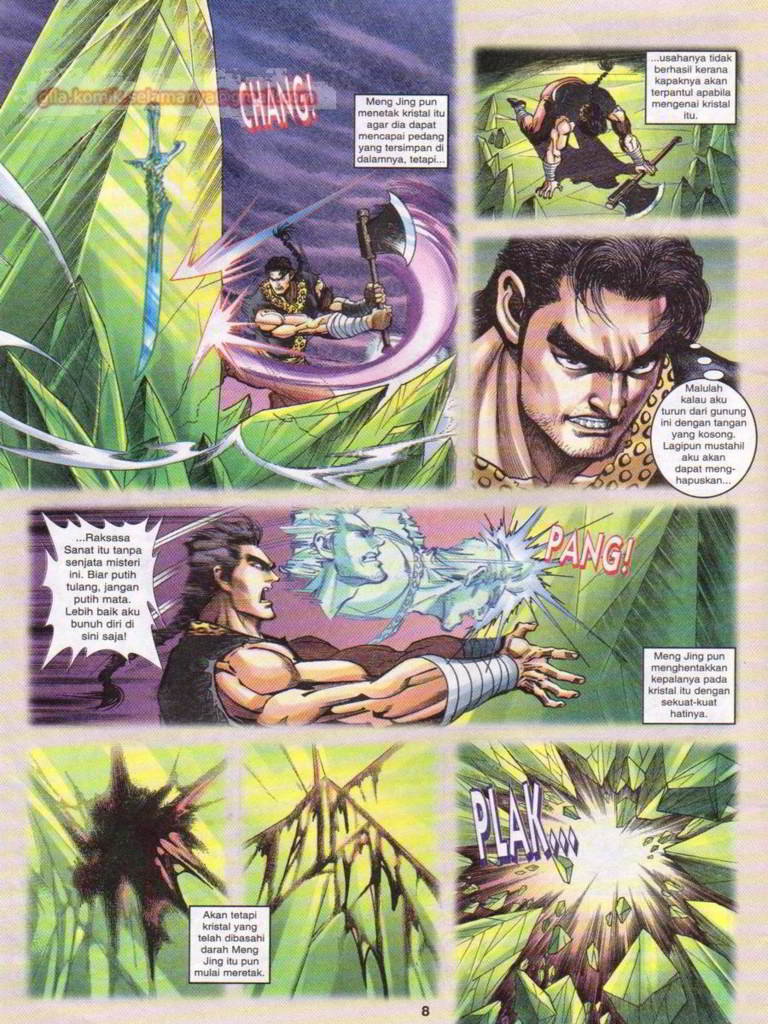 gila.komik.selamanya@g
CHANG!
Meng Jing pun
menetak kristal itu
agar dia dapat
mencapai pedang
yang tersimpan di
dalamnya, tetapi...
...usahanya tidak
berhasil kerana
kapaknya akan
terpantul apabila
mengenai kristal
itu.
Malulah
kalau aku
turun dari gunung
ini dengan tangan
yang kosong.
Lagipun mustahil
aku akan
dapat meng-
hapuskan...
...Raksasa
Sanat itu tanpa
senjata misteri
ini. Biar putih
tulang, jangan
putih mata.
Lebih baik aku
bunuh diri di
sini saja!
PANG!
Meng Jing pun
menghentakkan
kepalanya pada
kristal itu dengan
sekuat-kuat
hatinya.
Akan tetapi
kristal yang
telah dibasahi
darah Meng
Jing itu pun
mulai meretak.
PLAK...
8